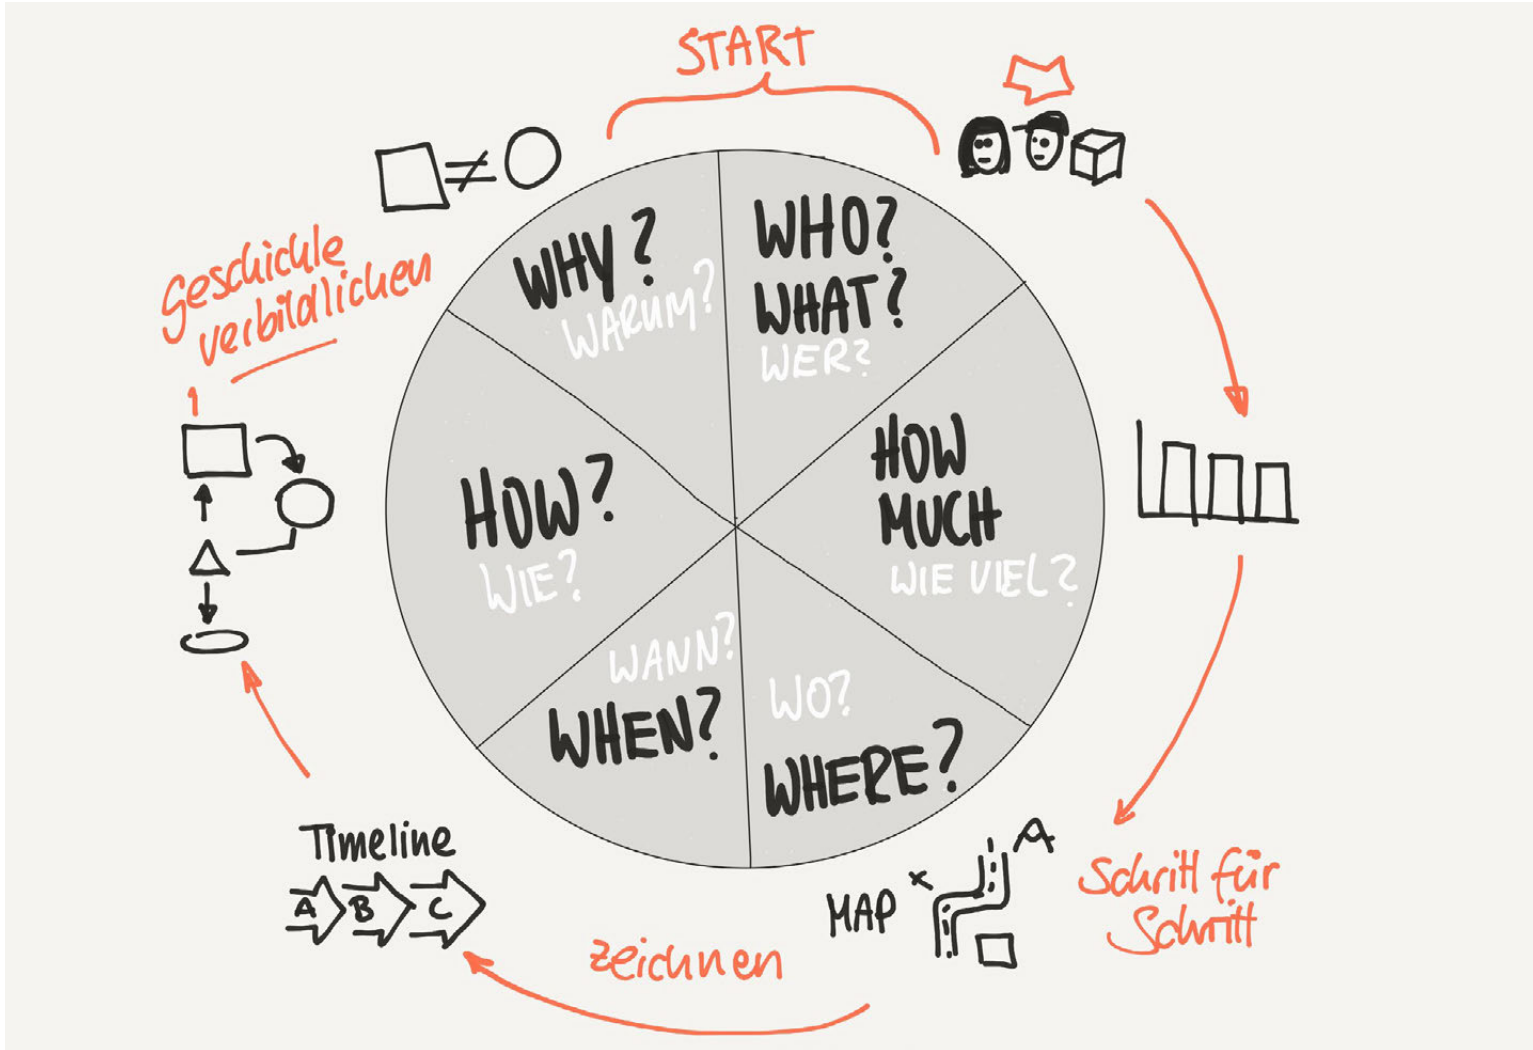 START
WHY?
WARUM?
WHO?
WHAT?
WER?
HOW
MUCH
WIE VIEL?
WO?
WHERE?
WANN?
WHEN?
HOW?
WIE?
Schritt für
Schritt
MAP
A
zeichnen
Timeline
A B C
Geschichte
verbildlichen